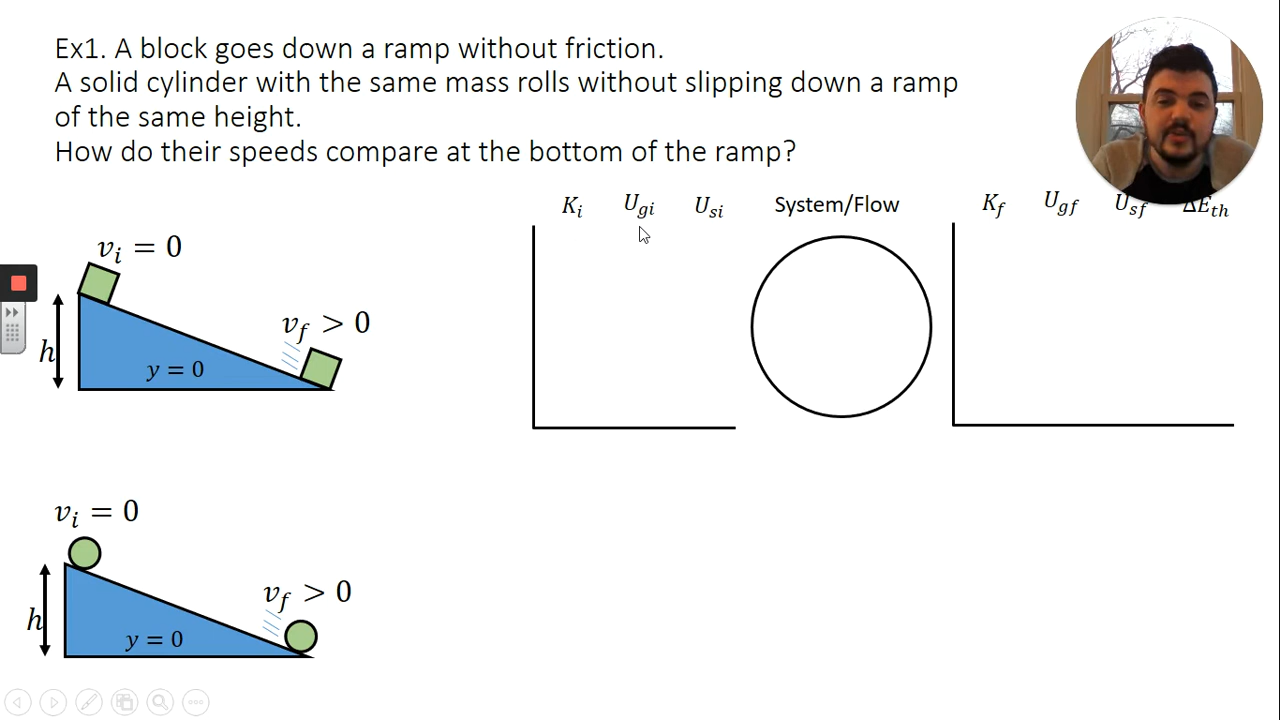 Ex1. A block goes down a ramp without friction.
A solid cylinder with the same mass rolls without slipping down a ramp
of the same height.
How do their speeds compare at the bottom of the ramp?
K_i U_gi U_si System/Flow K_f U_gf U_sf ΔE_th
v_i = 0
v_f > 0
h
y = 0
v_i = 0
v_f > 0
h
y = 0